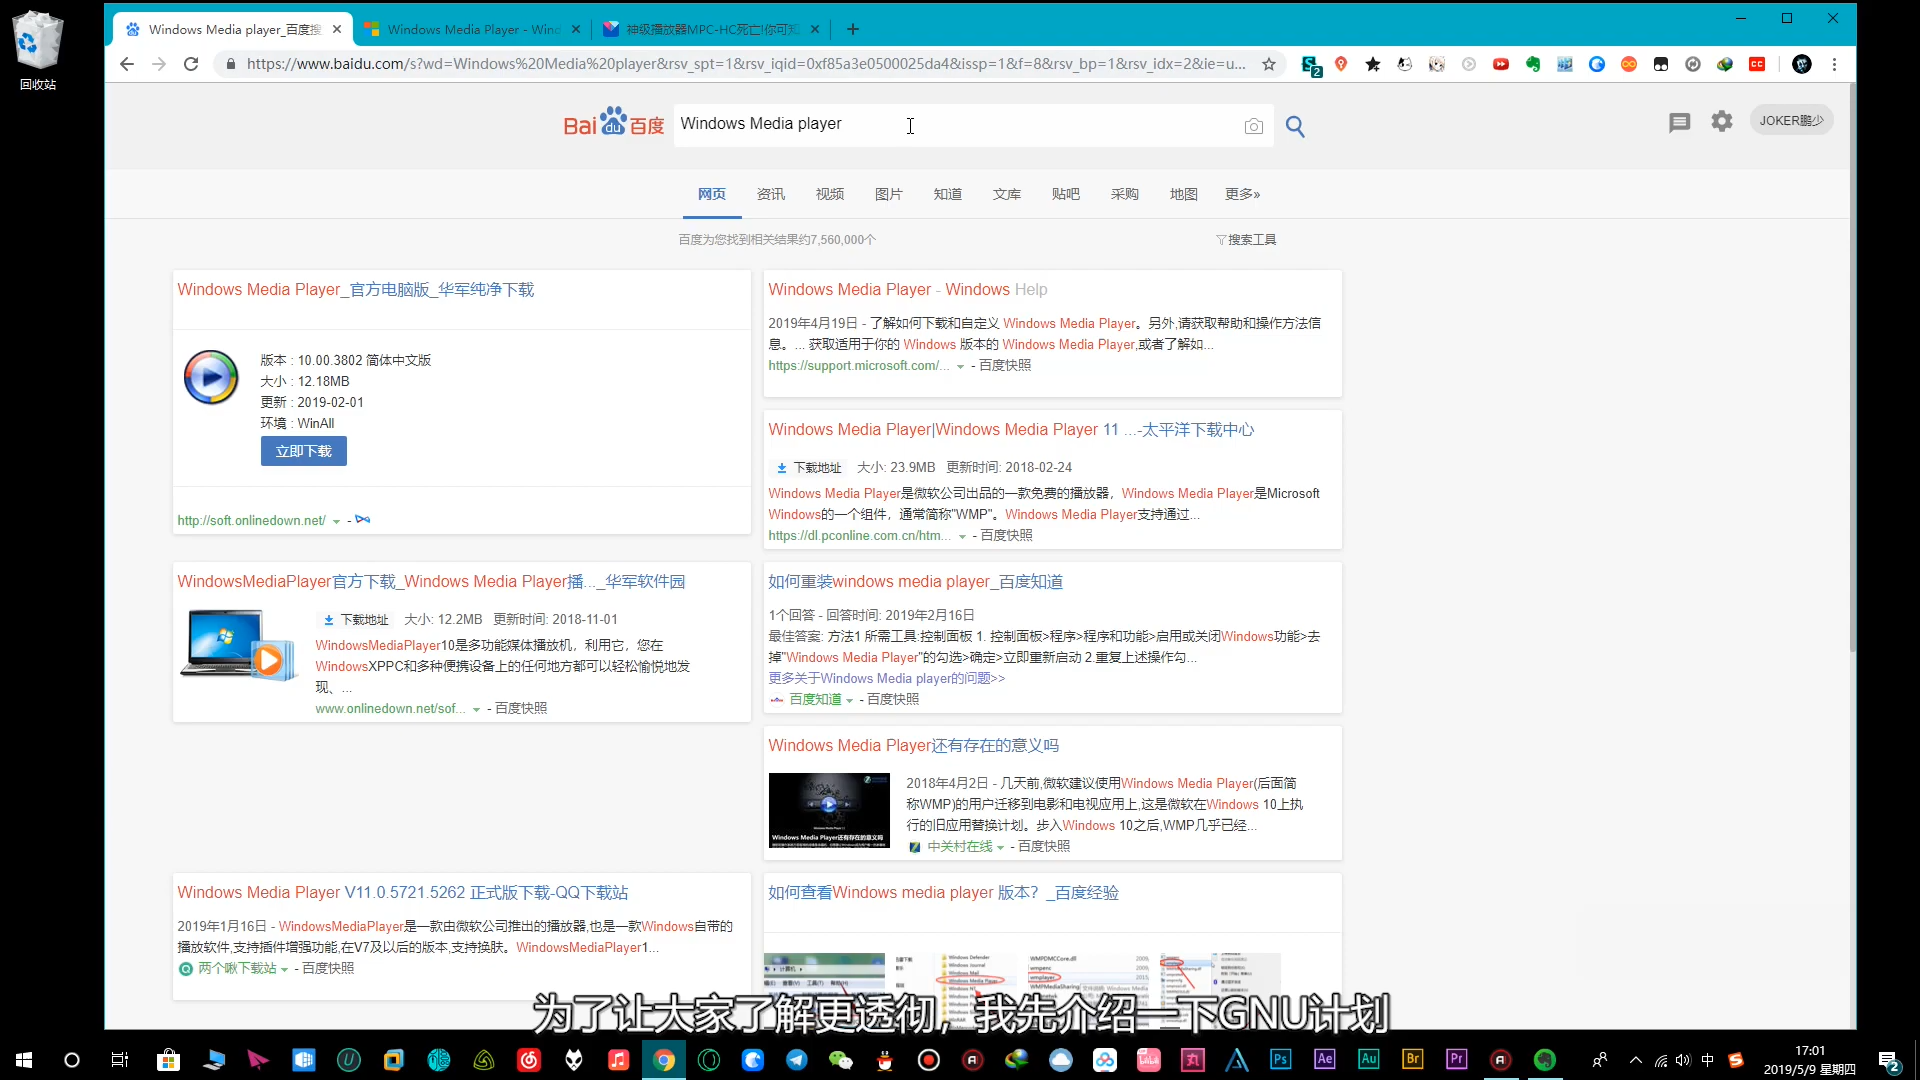 回收站
Windows Media player_百度搜
Windows Media Player - Wind
神级播放器MPC-HC死亡!你可知
https://www.baidu.com/s?wd=Windows%20Media%20player&rsv_spt=1&rsv_iqid=0xf85a3e0500025da4&issp=1&f=8&rsv_bp=1&rsv_idx=2&ie=u...
Bai du 百度
Windows Media player
JOKER鹏少
网页 资讯 视频 图片 知道 文库 贴吧 采购 地图 更多»
百度为您找到相关结果约7,560,000个
搜索工具
Windows Media Player_官方电脑版_华军纯净下载
版本 : 10.00.3802 简体中文版
大小 : 12.18MB
更新 : 2019-02-01
环境 : WinAll
立即下载
http://soft.onlinedown.net/ -
Windows Media Player - Windows Help
2019年4月19日 - 了解如何下载和自定义 Windows Media Player。另外,请获取帮助和操作方法信
息。... 获取适用于你的 Windows 版本的 Windows Media Player,或者了解如...
https://support.microsoft.com/... - 百度快照
Windows Media Player|Windows Media Player 11 ...-太平洋下载中心
下载地址 大小: 23.9MB 更新时间: 2018-02-24
Windows Media Player是微软公司出品的一款免费的播放器，Windows Media Player是Microsoft
Windows的一个组件，通常简称"WMP"。Windows Media Player支持通过...
https://dl.pconline.com.cn/htm... - 百度快照
WindowsMediaPlayer官方下载_Windows Media Player播..._华军软件园
下载地址 大小: 12.2MB 更新时间: 2018-11-01
WindowsMediaPlayer10是多功能媒体播放机，利用它，您在
WindowsXPPC和多种便携设备上的任何地方都可以轻松愉悦地发
现、...
www.onlinedown.net/sof... - 百度快照
如何重装windows media player_百度知道
1个回答 - 回答时间: 2019年2月16日
最佳答案: 方法1 所需工具:控制面板 1. 控制面板>程序>程序和功能>启用或关闭Windows功能>去
掉"Windows Media Player"的勾选>确定>立即重新启动 2.重复上述操作勾...
更多关于Windows Media player的问题>>
百度知道 - 百度快照
Windows Media Player还有存在的意义吗
2018年4月2日 - 几天前,微软建议使用Windows Media Player(后面简
称WMP)的用户迁移到电影和电视应用上,这是微软在Windows 10上执
行的旧应用替换计划。步入Windows 10之后,WMP几乎已经...
中关村在线 - 百度快照
Windows Media Player还有存在的意义吗
Windows Media Player V11.0.5721.5262 正式版下载-QQ下载站
2019年1月16日 - WindowsMediaPlayer是一款由微软公司推出的播放器,也是一款Windows自带的
播放软件,支持插件增强功能,在V7及以后的版本,支持换肤。WindowsMediaPlayer1...
两个瞅下载站 - 百度快照
如何查看Windows media player 版本？_百度经验
为了让大家了解更透彻，我先介绍一下GNU计划
Ps Ae Au Br Pr
中
17:01
2019/5/9 星期四
2